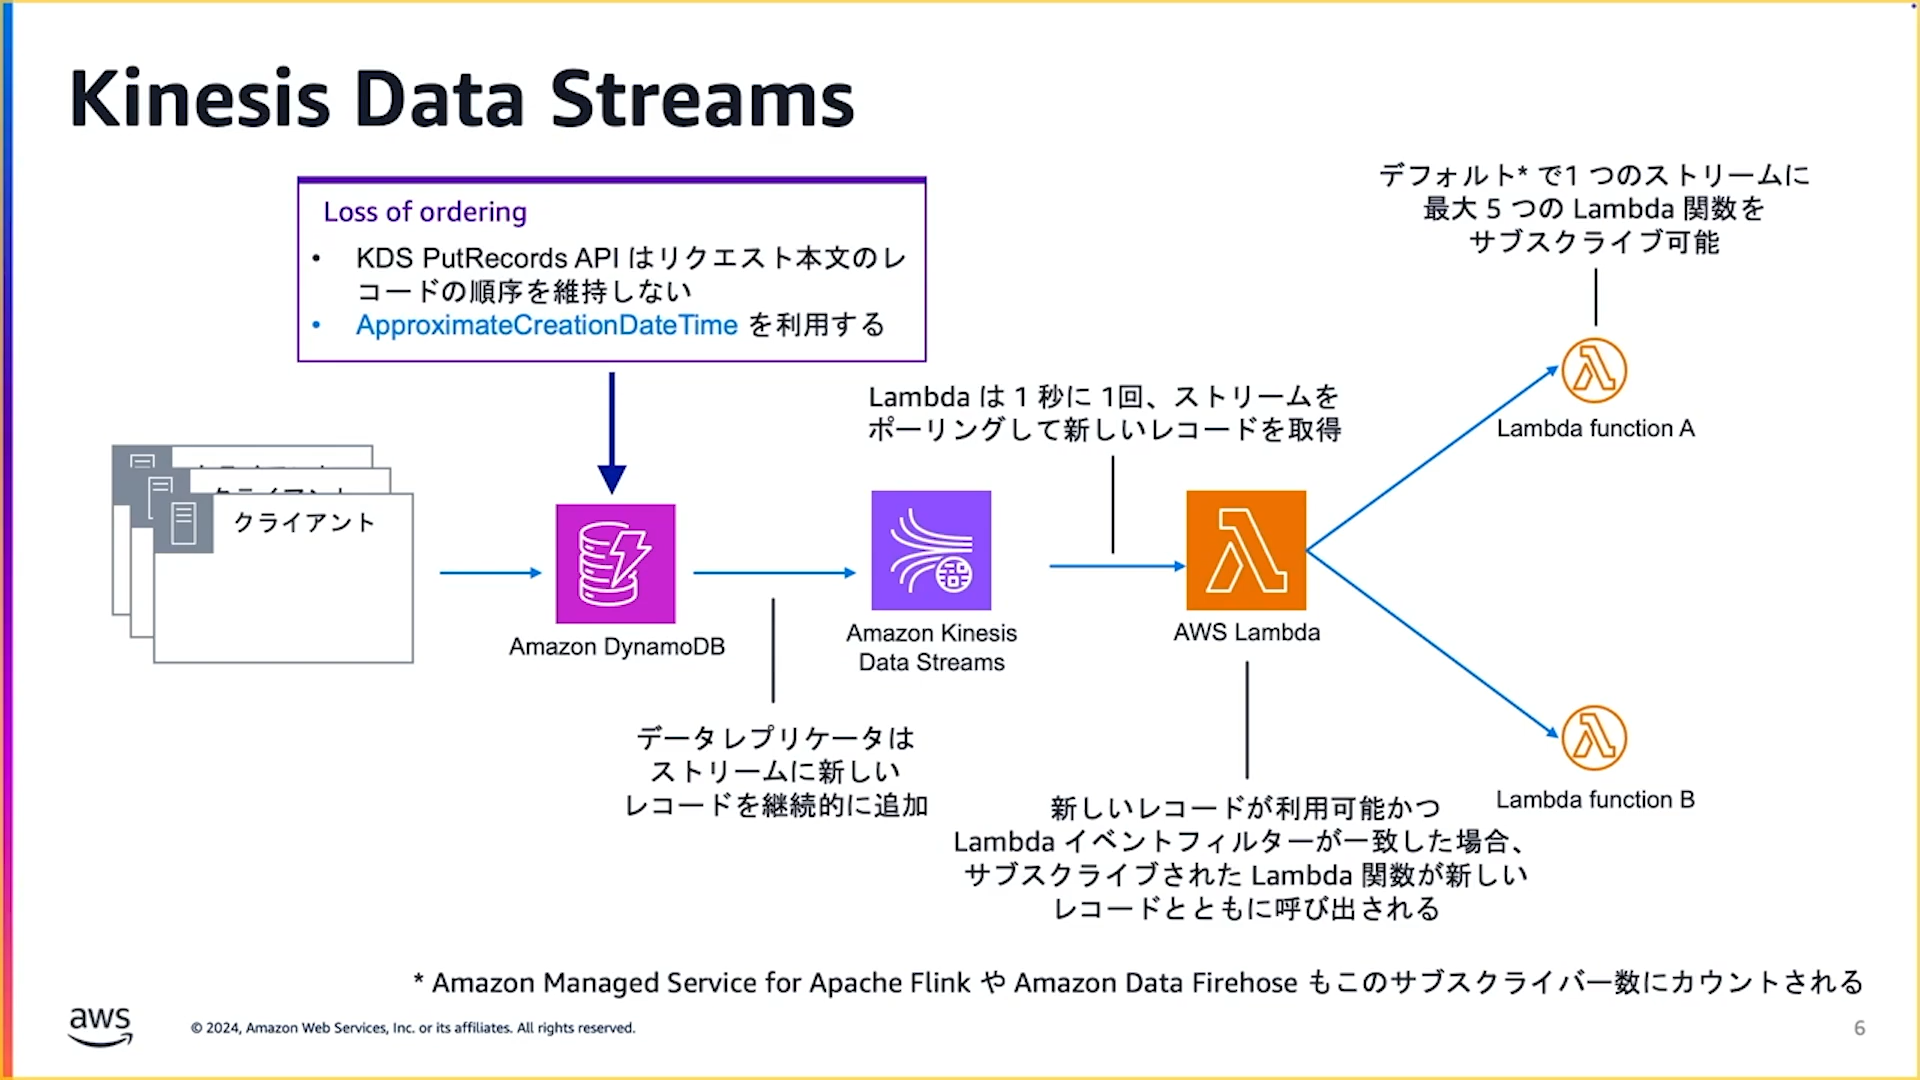 Kinesis Data Streams
Loss of ordering
• KDS PutRecords API はリクエスト本文のレ
コードの順序を維持しない
• ApproximateCreationDateTime を利用する
デフォルト* で1 つのストリームに
最大 5 つの Lambda 関数を
サブスクライブ可能
Lambda は 1 秒に 1回、ストリームを
ポーリングして新しいレコードを取得
Lambda function A
クライアント
Amazon DynamoDB
Amazon Kinesis
Data Streams
AWS Lambda
データレプリケータは
ストリームに新しい
レコードを継続的に追加
新しいレコードが利用可能かつ
Lambda イベントフィルターが一致した場合、
サブスクライブされた Lambda 関数が新しい
レコードとともに呼び出される
Lambda function B
* Amazon Managed Service for Apache Flink や Amazon Data Firehose もこのサブスクライバー数にカウントされる
aws
© 2024, Amazon Web Services, Inc. or its affiliates. All rights reserved.
6